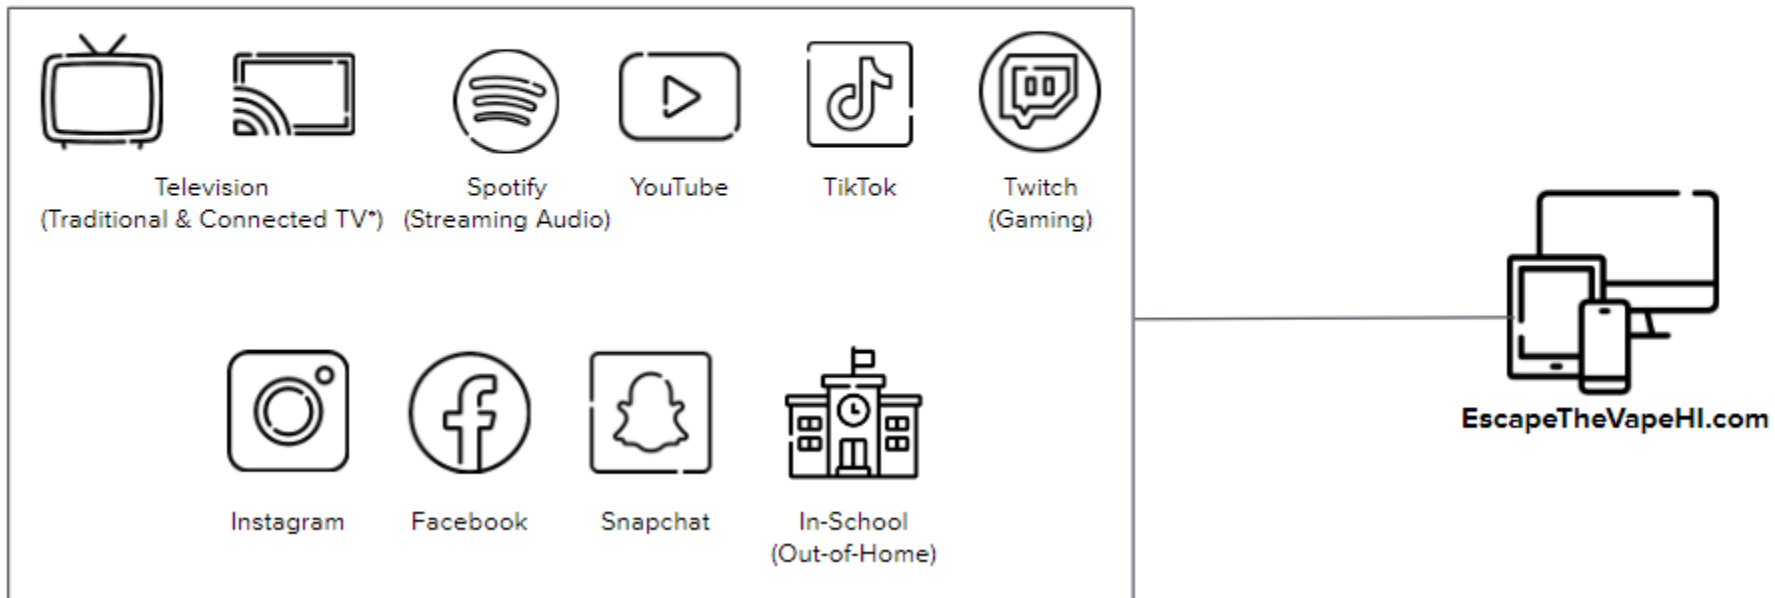 Television
(Traditional & Connected TV*)
Spotify
(Streaming Audio)
YouTube
TikTok
Twitch
(Gaming)
Instagram
Facebook
Snapchat
In-School
(Out-of-Home)
EscapeTheVapeHI.com